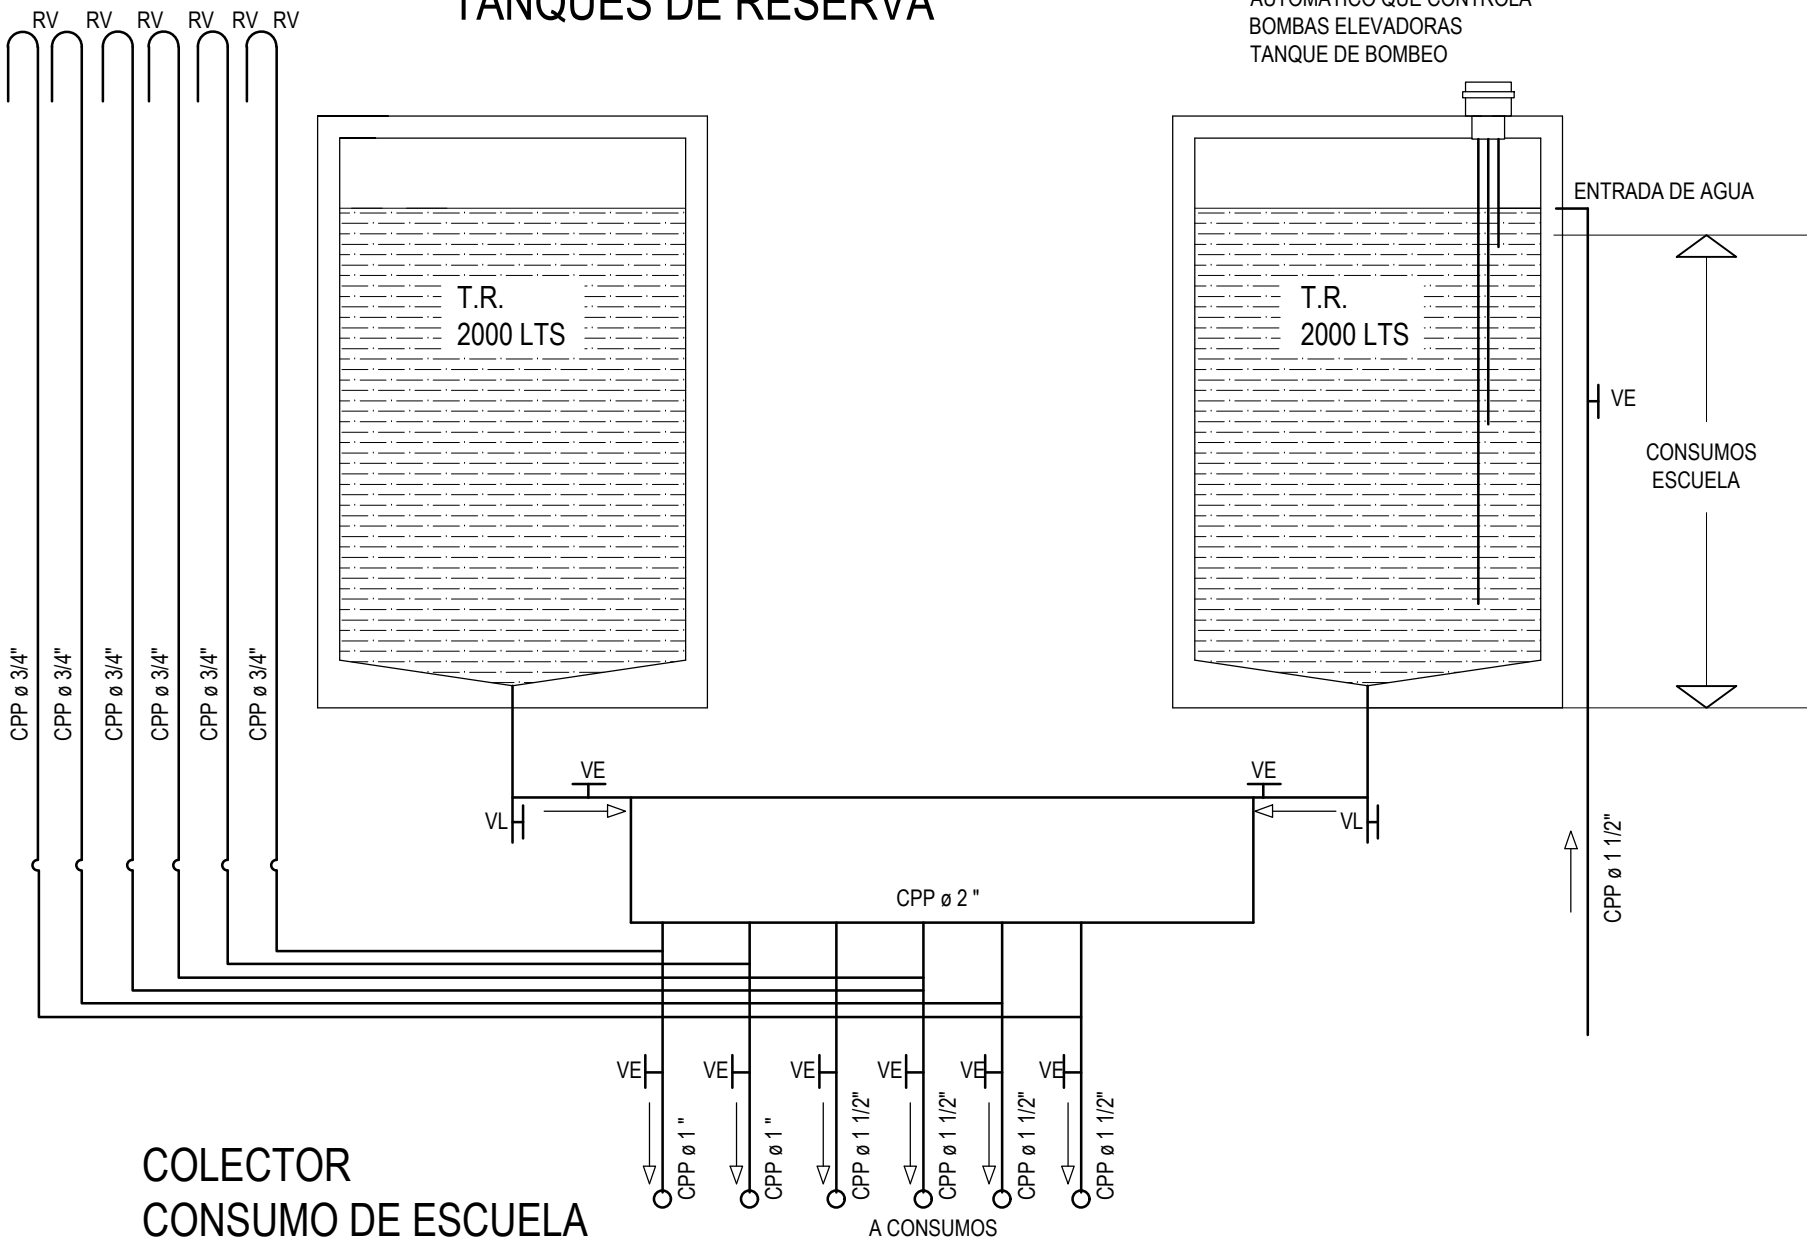 TANQUES DE RESERVA
AUTOMATICO QUE CONTROLA
BOMBAS ELEVADORAS
TANQUE DE BOMBEO
RV
RV
RV
RV
RV
RV
ENTRADA DE AGUA
T.R.
2000 LTS
T.R.
2000 LTS
VE
CONSUMOS
ESCUELA
CPP ø 3/4"
CPP ø 3/4"
CPP ø 3/4"
CPP ø 3/4"
CPP ø 3/4"
CPP ø 3/4"
VE
VE
VL
VL
CPP ø 1 1/2"
CPP ø 2 "
VE
VE
VE
VE
VE
VE
CPP ø 1 "
CPP ø 1 "
CPP ø 1 1/2"
CPP ø 1 1/2"
CPP ø 1 1/2"
CPP ø 1 1/2"
COLECTOR
CONSUMO DE ESCUELA
A CONSUMOS